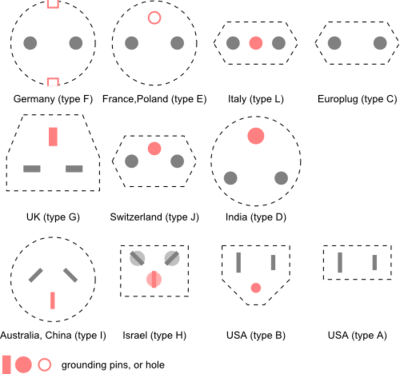 Germany (type F) France,Poland (type E) Italy (type L) Europlug (type C)
UK (type G) Switzerland (type J) India (type D)
Australia, China (type I) Israel (type H) USA (type B) USA (type A)
grounding pins, or hole